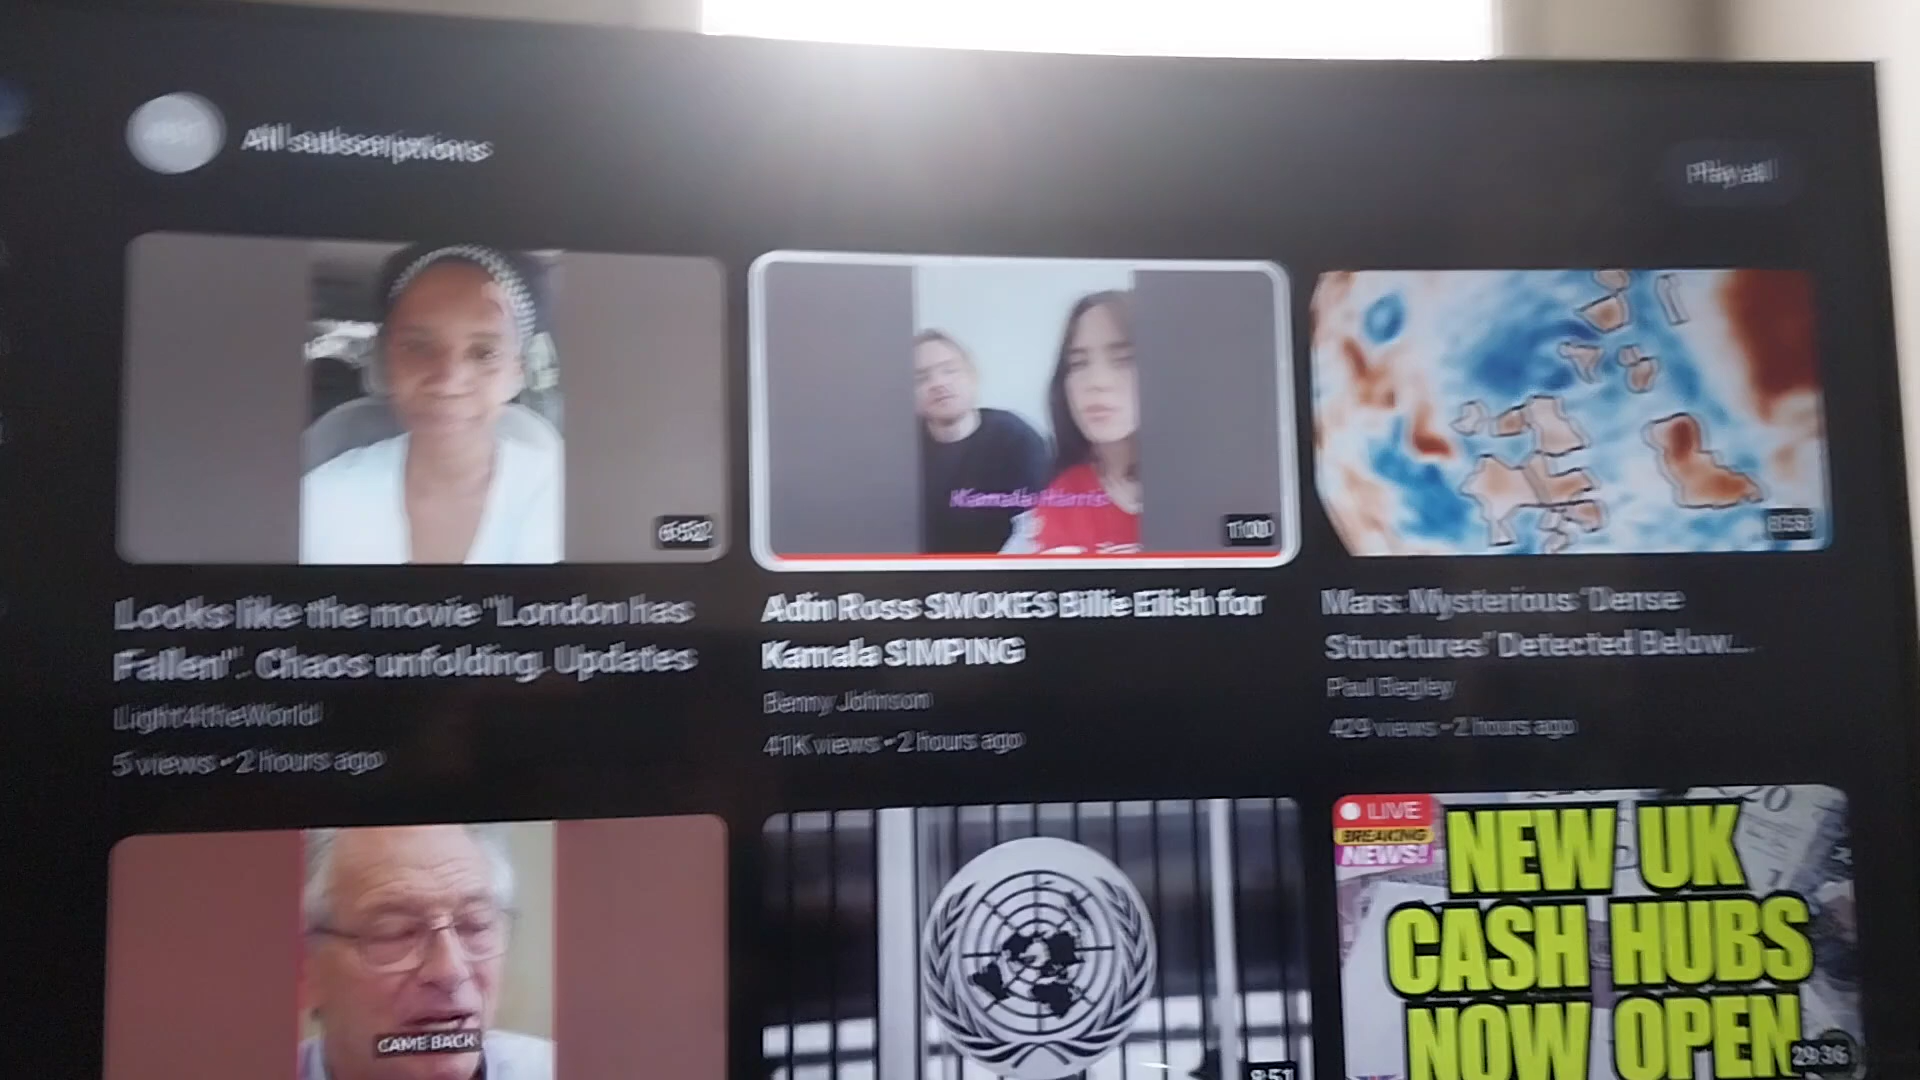 All subscriptions
Play all
Kamala Harris
Looks like the movie "London has
Fallen". Chaos unfolding. Updates
Light4theWorld
5 views • 2 hours ago
Adin Ross SMOKES Billie Eilish for
Kamala SIMPING
Benny Johnson
41K views • 2 hours ago
Mars: Mysterious 'Dense
Structures' Detected Below...
Paul Begley
429 views • 2 hours ago
CAME BACK
8:51
LIVE
BREAKING
NEWS!
NEW UK
CASH HUBS
NOW OPEN
29:36